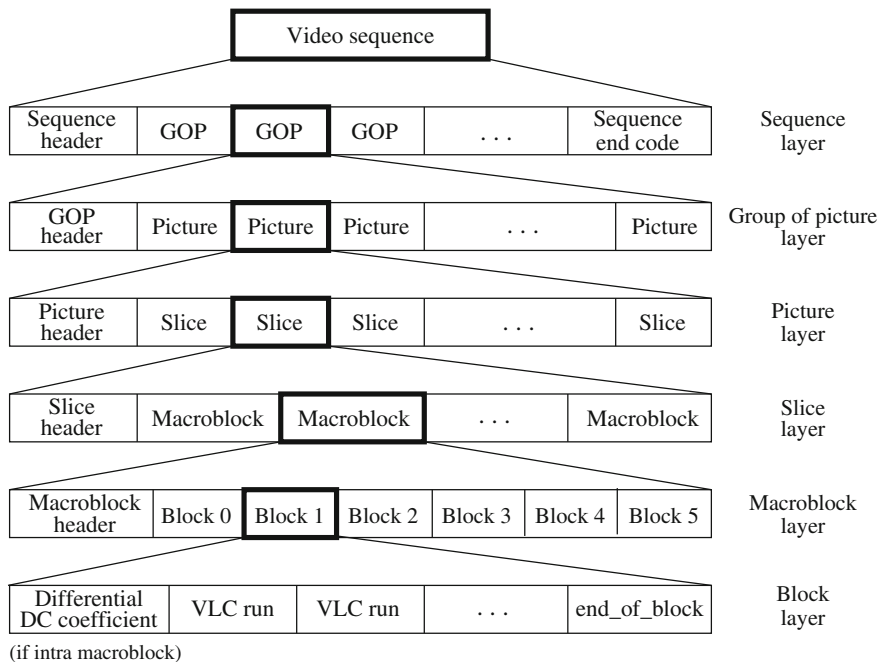 Video sequence
Sequence header GOP GOP GOP . . . Sequence end code Sequence layer
GOP header Picture Picture Picture . . . Picture Group of picture layer
Picture header Slice Slice Slice . . . Slice Picture layer
Slice header Macroblock Macroblock . . . Macroblock Slice layer
Macroblock header Block 0 Block 1 Block 2 Block 3 Block 4 Block 5 Macroblock layer
Differential DC coefficient VLC run VLC run . . . end_of_block Block layer
(if intra macroblock)